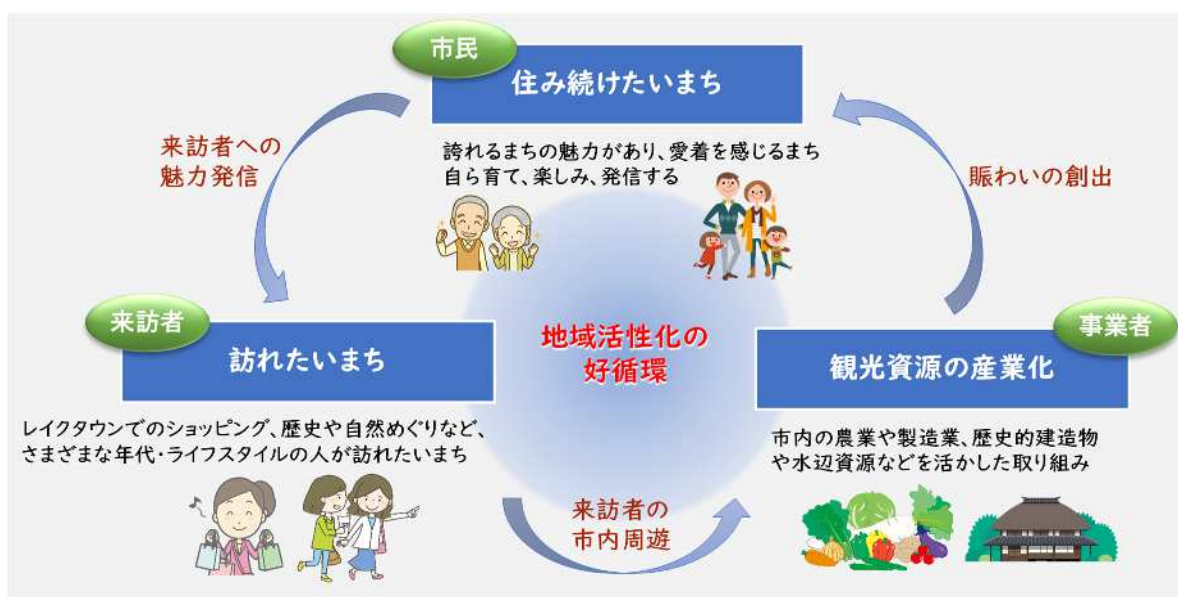 市民
住み続けたいまち
誇れるまちの魅力があり、愛着を感じるまち
自ら育て、楽しみ、発信する
来訪者への
魅力発信
賑わいの創出
来訪者
訪れたいまち
レイクタウンでのショッピング、歴史や自然めぐりなど、
さまざまな年代・ライフスタイルの人が訪れたいまち
地域活性化の
好循環
事業者
観光資源の産業化
市内の農業や製造業、歴史的建造物
や水辺資源などを活かした取り組み
来訪者の
市内周遊